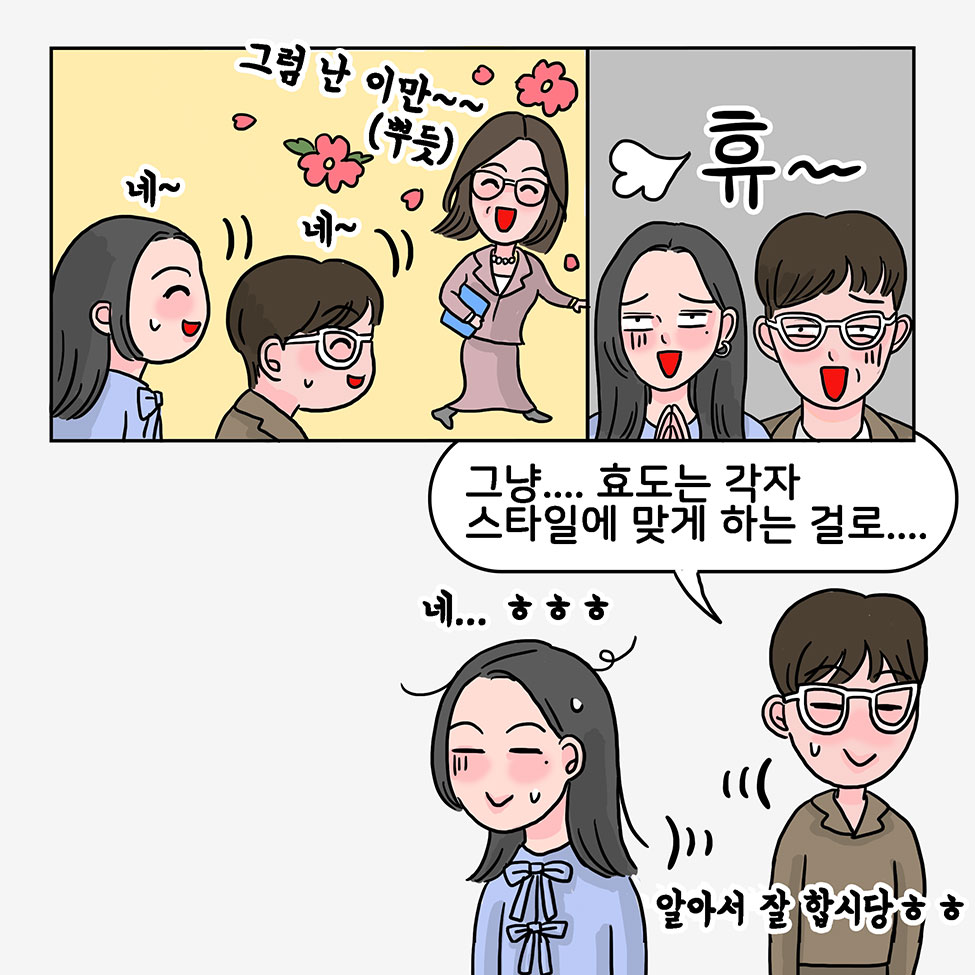 그럼 난 이만~~
(뿌듯)
네~
네~
휴~
그냥.... 효도는 각자
스타일에 맞게 하는 걸로....
네... ㅎㅎㅎ
알아서 잘 합시당ㅎㅎ